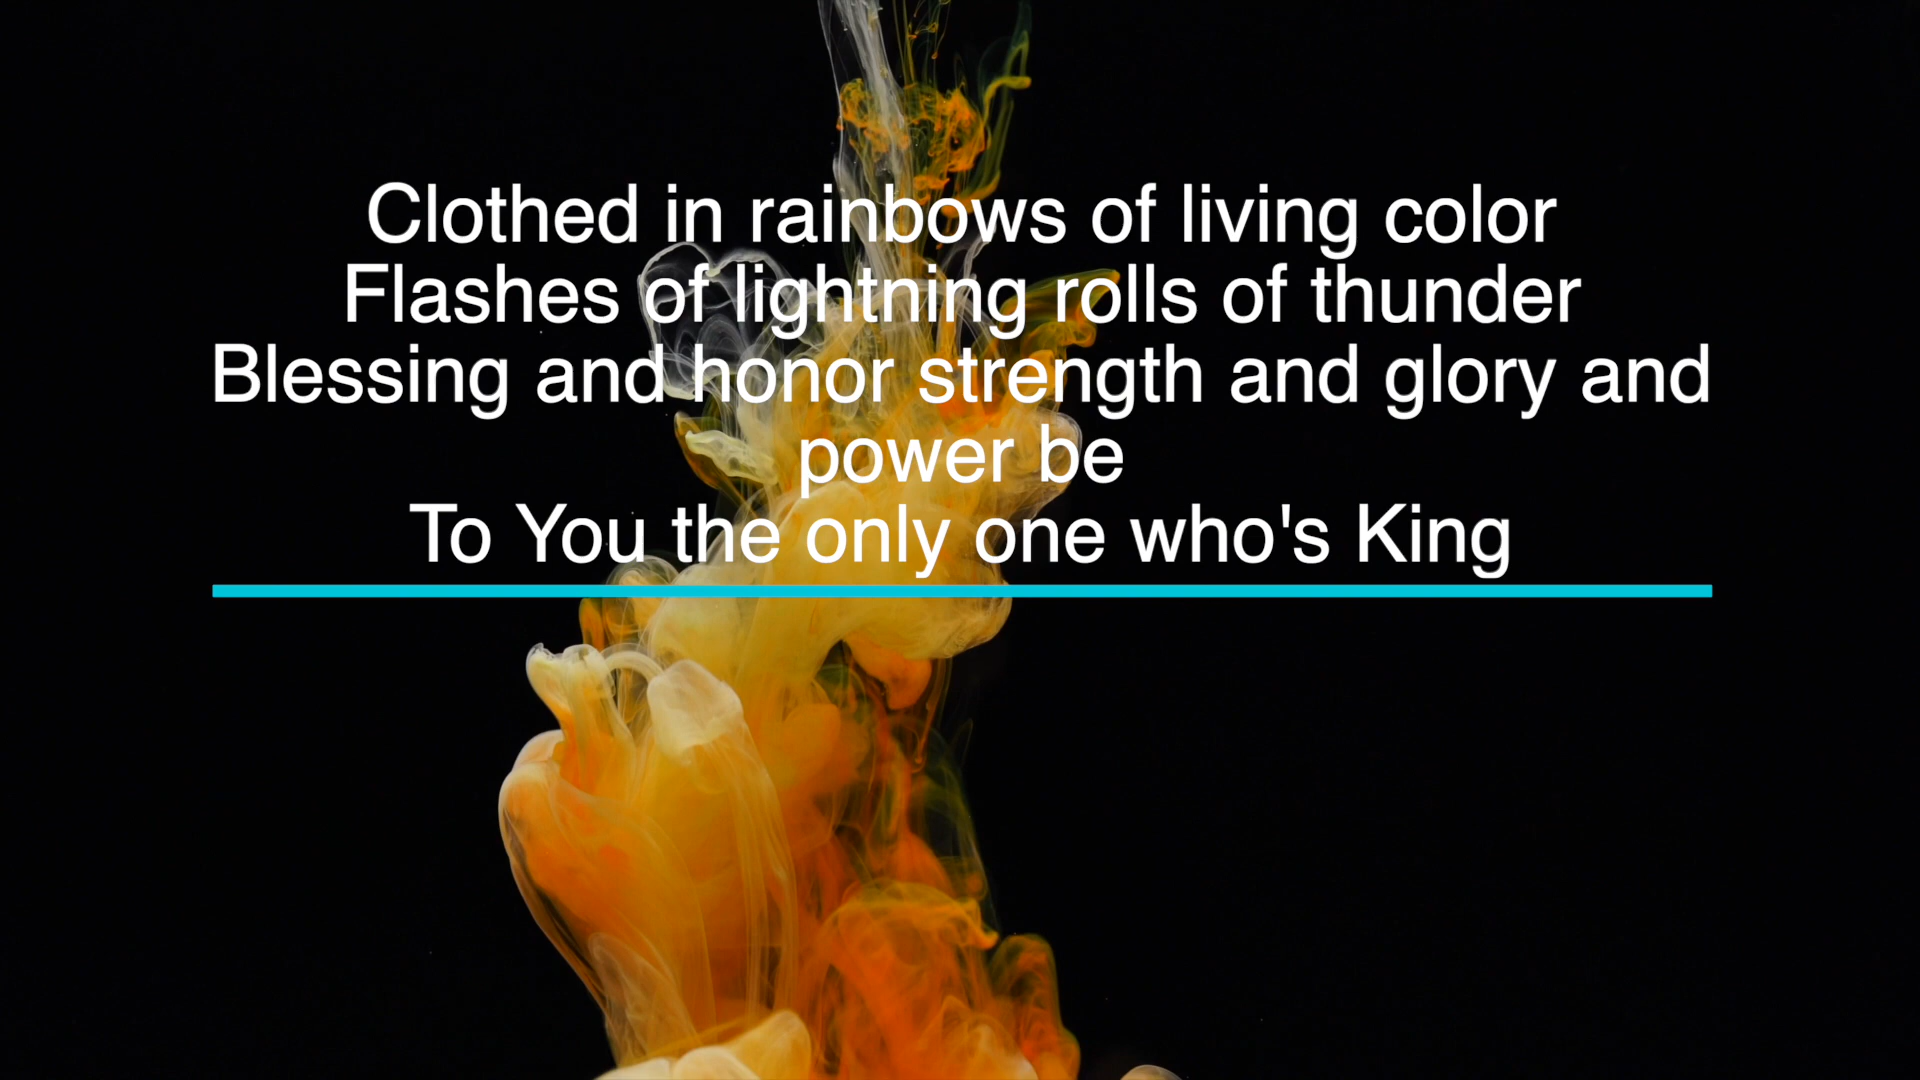 Clothed in rainbows of living color
Flashes of lightning rolls of thunder
Blessing and honor strength and glory and
power be
To You the only one who's King